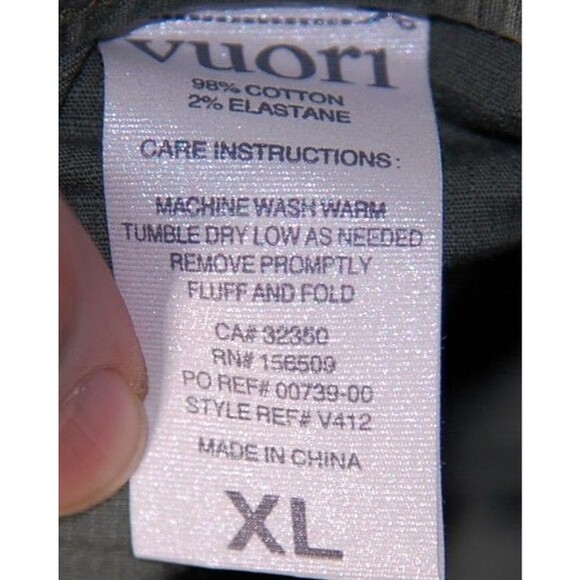 vuori
98% COTTON
2% ELASTANE
CARE INSTRUCTIONS:
MACHINE WASH WARM
TUMBLE DRY LOW AS NEEDED
REMOVE PROMPTLY
FLUFF AND FOLD
CA# 32350
RN# 156509
PO REF# 00739-00
STYLE REF# V412
MADE IN CHINA
XL